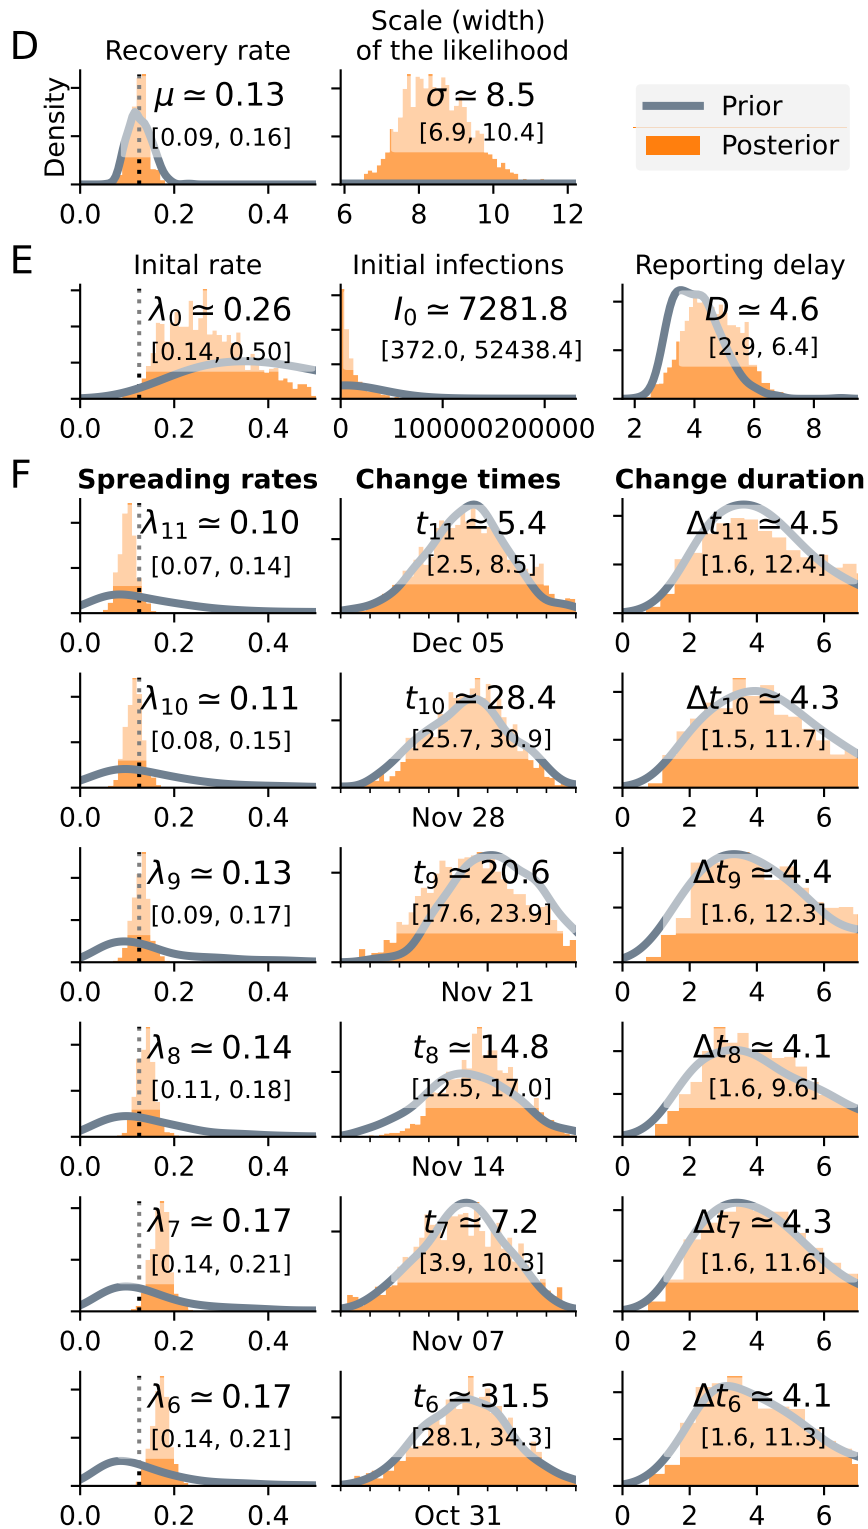 D
Recovery rate
Scale (width)
of the likelihood
Density
μ ≃ 0.13
[0.09, 0.16]
0.0 0.2 0.4
σ ≃ 8.5
[6.9, 10.4]
6 8 10 12
Prior
Posterior
E
Inital rate
λ0 ≃ 0.26
[0.14, 0.50]
0.0 0.2 0.4
Initial infections
I0 ≃ 7281.8
[372.0, 52438.4]
0 100000200000
Reporting delay
D ≃ 4.6
[2.9, 6.4]
2 4 6 8
F
Spreading rates Change times Change duration
λ11 ≃ 0.10
[0.07, 0.14]
0.0 0.2 0.4
t11 ≃ 5.4
[2.5, 8.5]
Dec 05
Δt11 ≃ 4.5
[1.6, 12.4]
0 2 4 6
λ10 ≃ 0.11
[0.08, 0.15]
0.0 0.2 0.4
t10 ≃ 28.4
[25.7, 30.9]
Nov 28
Δt10 ≃ 4.3
[1.5, 11.7]
0 2 4 6
λ9 ≃ 0.13
[0.09, 0.17]
0.0 0.2 0.4
t9 ≃ 20.6
[17.6, 23.9]
Nov 21
Δt9 ≃ 4.4
[1.6, 12.3]
0 2 4 6
λ8 ≃ 0.14
[0.11, 0.18]
0.0 0.2 0.4
t8 ≃ 14.8
[12.5, 17.0]
Nov 14
Δt8 ≃ 4.1
[1.6, 9.6]
0 2 4 6
λ7 ≃ 0.17
[0.14, 0.21]
0.0 0.2 0.4
t7 ≃ 7.2
[3.9, 10.3]
Nov 07
Δt7 ≃ 4.3
[1.6, 11.6]
0 2 4 6
λ6 ≃ 0.17
[0.14, 0.21]
0.0 0.2 0.4
t6 ≃ 31.5
[28.1, 34.3]
Oct 31
Δt6 ≃ 4.1
[1.6, 11.3]
0 2 4 6